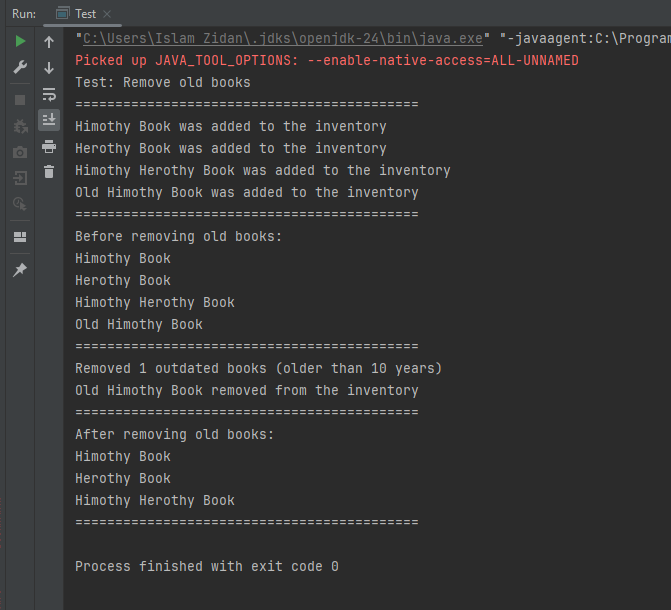 Run: Test
"C:\Users\Islam Zidan\.jdks\openjdk-24\bin\java.exe" "-javaagent:C:\Program
Picked up JAVA_TOOL_OPTIONS: --enable-native-access=ALL-UNNAMED
Test: Remove old books
==========================================
Himothy Book was added to the inventory
Herothy Book was added to the inventory
Himothy Herothy Book was added to the inventory
Old Himothy Book was added to the inventory
==========================================
Before removing old books:
Himothy Book
Herothy Book
Himothy Herothy Book
Old Himothy Book
==========================================
Removed 1 outdated books (older than 10 years)
Old Himothy Book removed from the inventory
==========================================
After removing old books:
Himothy Book
Herothy Book
Himothy Herothy Book
==========================================
Process finished with exit code 0